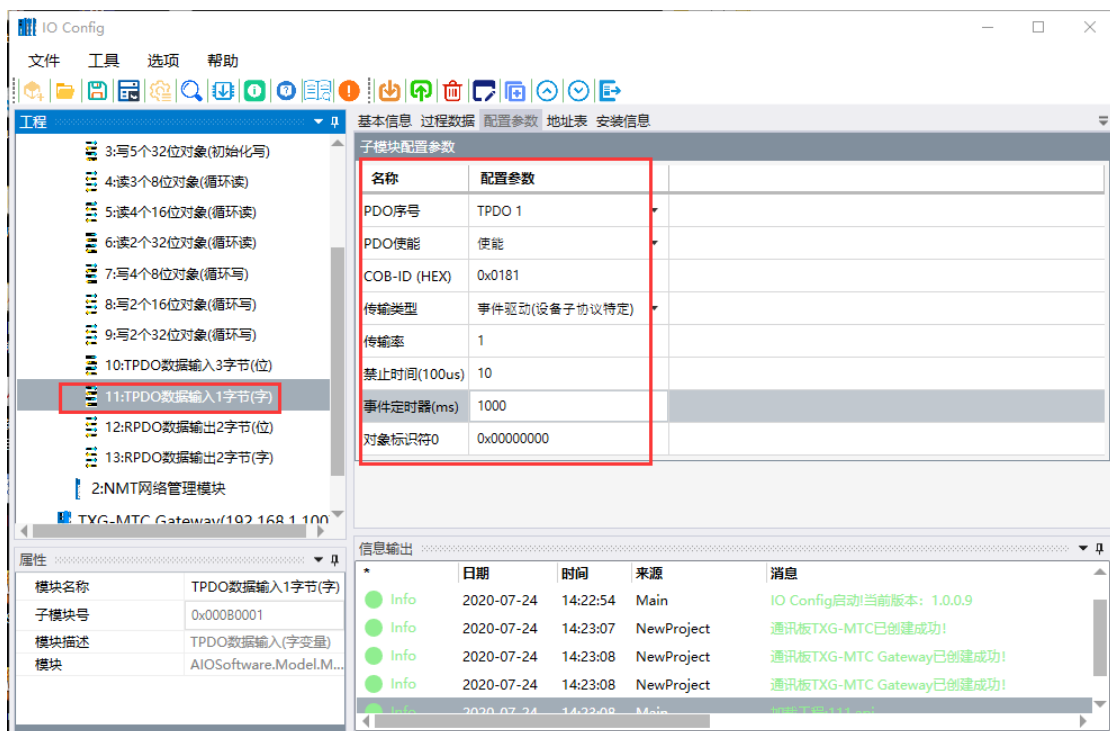 IO Config
文件 工具 选项 帮助
工程
3:写5个32位对象(初始化写)
4:读3个8位对象(循环读)
5:读4个16位对象(循环读)
6:读2个32位对象(循环读)
7:写4个8位对象(循环写)
8:写2个16位对象(循环写)
9:写2个32位对象(循环写)
10:TPDO数据输入3字节(位)
11:TPDO数据输入1字节(字)
12:RPDO数据输出2字节(位)
13:RPDO数据输出2字节(字)
2:NMT网络管理模块
TXG-MTC Gateway(192.168.1.100
基本信息 过程数据 配置参数 地址表 安装信息
子模块配置参数
名称 配置参数
PDO序号 TPDO 1
PDO使能 使能
COB-ID (HEX) 0x0181
传输类型 事件驱动(设备子协议特定)
传输率 1
禁止时间(100us) 10
事件定时器(ms) 1000
对象标识符0 0x00000000
属性
模块名称 TPDO数据输入1字节(字)
子模块号 0x000B0001
模块描述 TPDO数据输入(字变量)
模块 AIOSoftware.Model.M...
信息输出
* 日期 时间 来源 消息
Info 2020-07-24 14:22:54 Main IO Config启动!当前版本：1.0.0.9
Info 2020-07-24 14:23:07 NewProject 通讯板TXG-MTC已创建成功!
Info 2020-07-24 14:23:08 NewProject 通讯板TXG-MTC Gateway已创建成功!
Info 2020-07-24 14:23:08 NewProject 通讯板TXG-MTC Gateway已创建成功!
Info 2020-07-24 14:23:08 Main